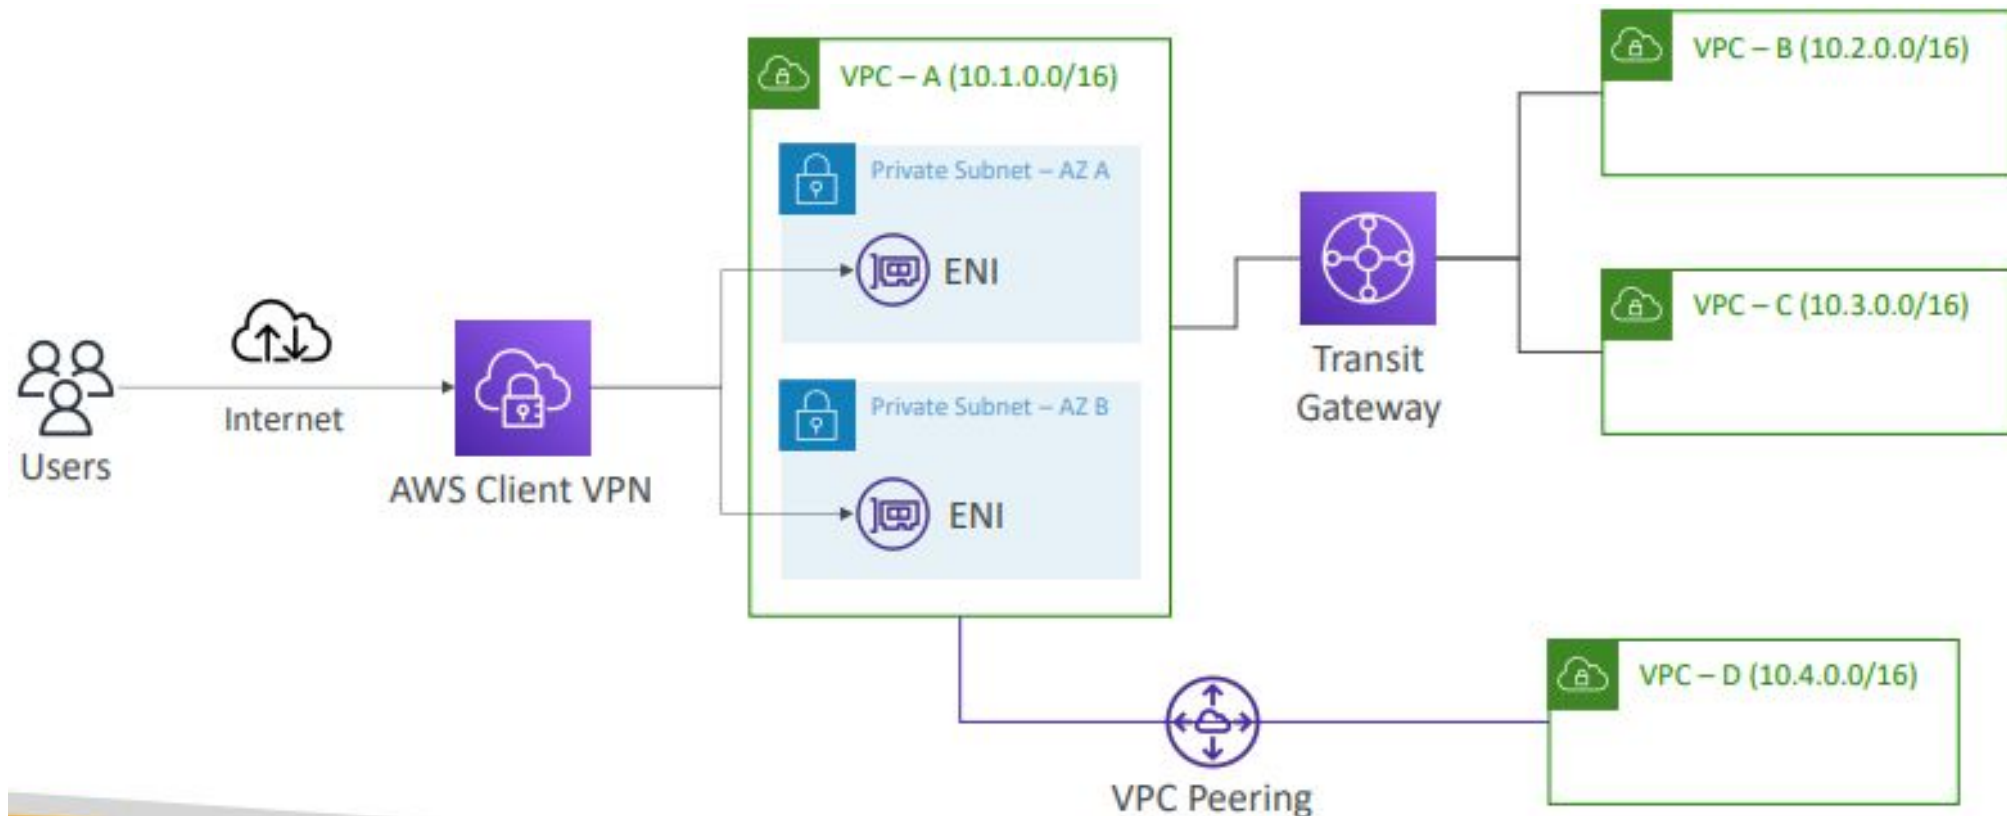 VPC – A (10.1.0.0/16)
Private Subnet – AZ A
ENI
Private Subnet – AZ B
ENI
Users
Internet
AWS Client VPN
Transit
Gateway
VPC – B (10.2.0.0/16)
VPC – C (10.3.0.0/16)
VPC Peering
VPC – D (10.4.0.0/16)